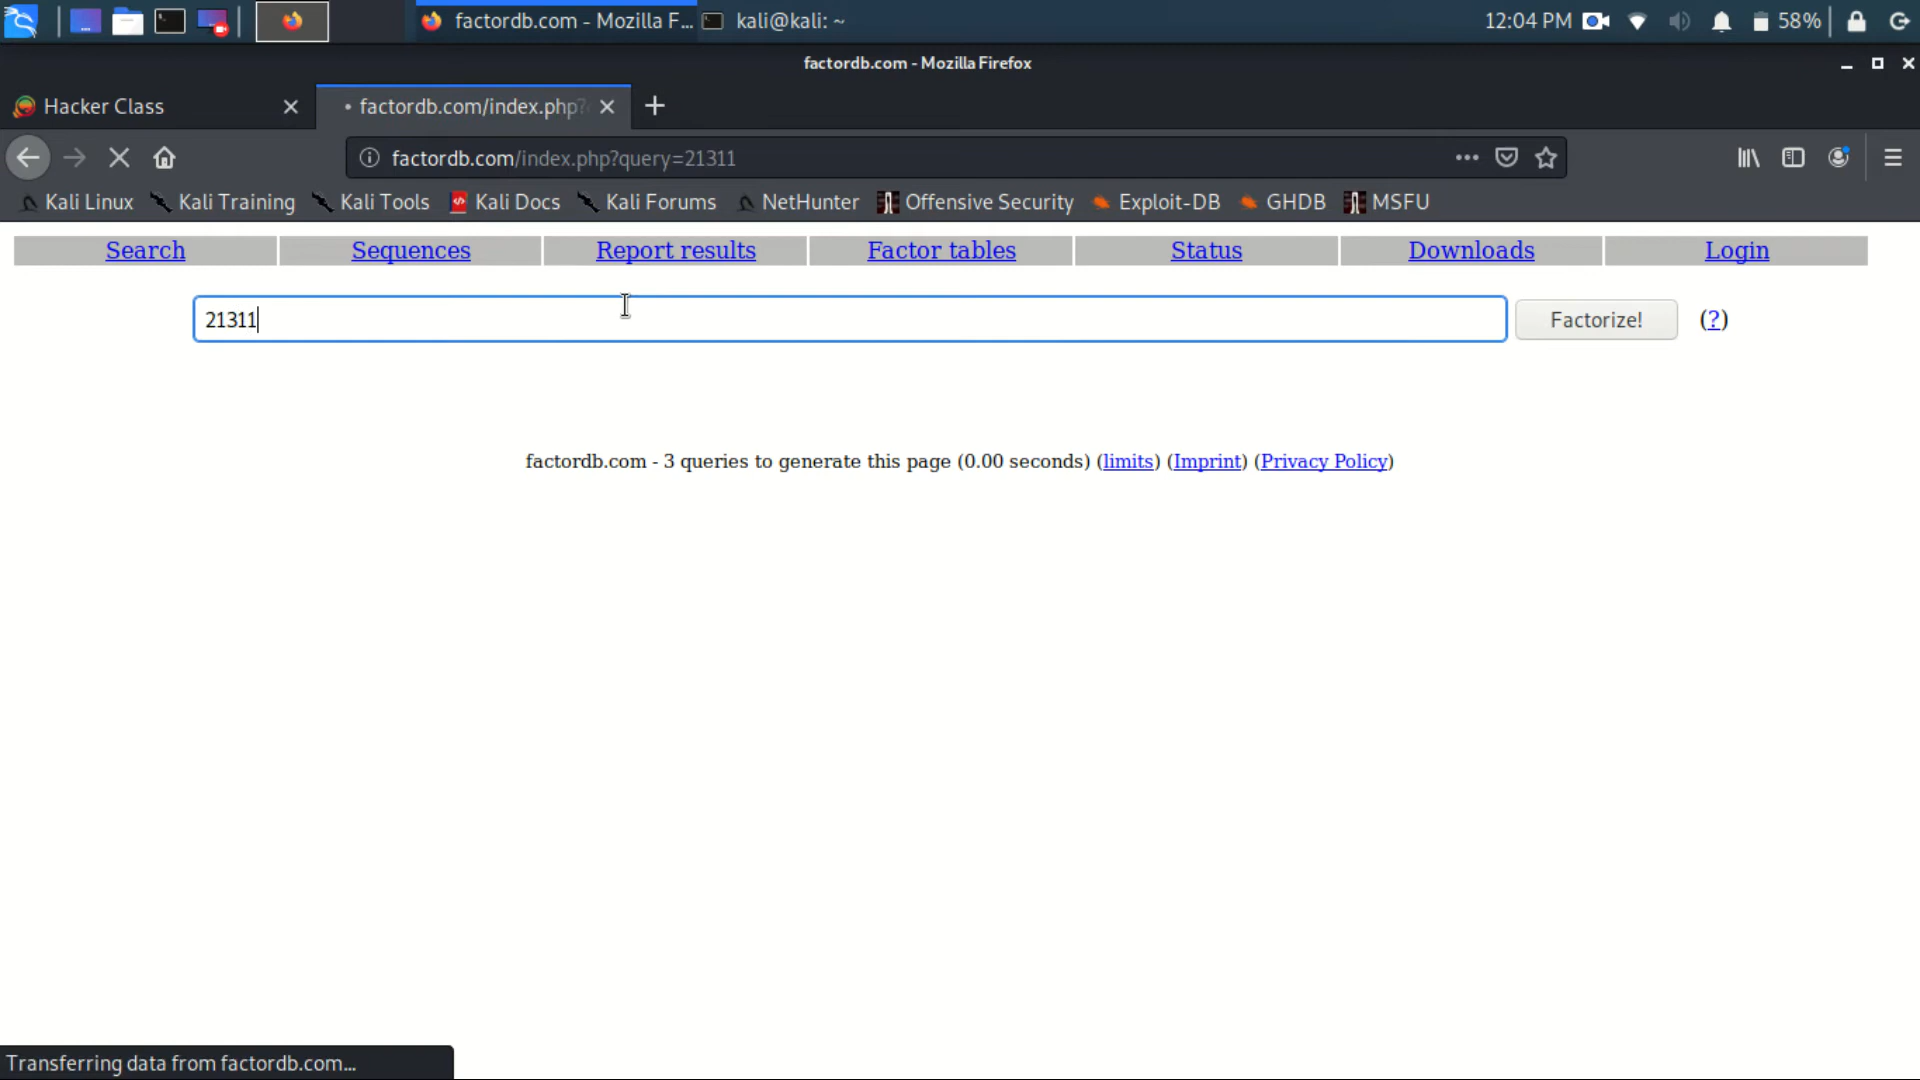 factordb.com - Mozilla F... kali@kali: ~ 12:04 PM 58%
factordb.com - Mozilla Firefox
Hacker Class factordb.com/index.php?
factordb.com/index.php?query=21311
Kali Linux Kali Training Kali Tools Kali Docs Kali Forums NetHunter Offensive Security Exploit-DB GHDB MSFU
Search Sequences Report results Factor tables Status Downloads Login
21311 Factorize! (?)
factordb.com - 3 queries to generate this page (0.00 seconds) (limits) (Imprint) (Privacy Policy)
Transferring data from factordb.com...